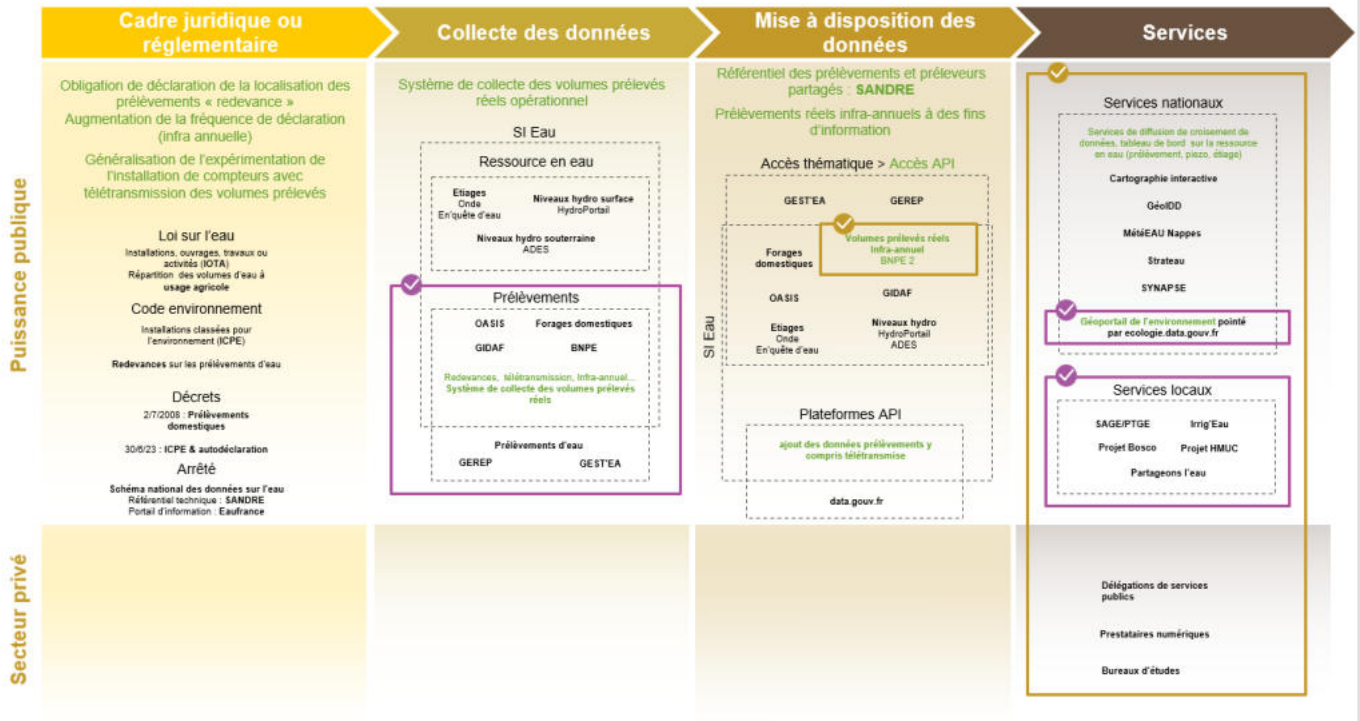 Cadre juridique ou
réglementaire
Collecte des données
Mise à disposition des
données
Services
Puissance publique
Obligation de déclaration de la localisation des
prélèvements « redevance »
Augmentation de la fréquence de déclaration
(infra annuelle)
Généralisation de l'expérimentation de
l'installation de compteurs avec
télétransmission des volumes prélevés
Loi sur l'eau
Installations, ouvrages, travaux ou
activités (IOTA)
Répartition des volumes d'eau à
usage agricole
Code environnement
Installations classées pour
l'environnement (ICPE)
Redevances sur les prélèvements d'eau
Décrets
2/7/2008 : Prélèvements
domestiques
30/6/23 : ICPE & autodéclaration
Arrêté
Schéma national des données sur l'eau
Référentiel technique : SANDRE
Portail d'information : Eaufrance
Système de collecte des volumes prélevés
réels opérationnel
SI Eau
Ressource en eau
Etiages
Onde
En'quête d'eau
Niveaux hydro surface
HydroPortail
Niveaux hydro souterraine
ADES
Prélèvements
OASIS Forages domestiques
GIDAF BNPE
Redevances, télétransmission, Infra-annuel...
Système de collecte des volumes prélevés
réels
Prélèvements d'eau
GEREP GEST'EA
Référentiel des prélèvements et préleveurs
partagés : SANDRE
Prélèvements réels infra-annuels à des fins
d'information
Accès thématique > Accès API
GEST'EA GEREP
SI Eau
Forages
domestiques
Volumes prélevés réels
Infra-annuel
BNPE 2
OASIS GIDAF
Etiages
Onde
En'quête d'eau
Niveaux hydro
HydroPortail
ADES
Plateformes API
ajout des données prélèvements y
compris télétransmise
data.gouv.fr
Services nationaux
Services de diffusion de croisement de
données, tableau de bord sur la ressource
en eau (prélèvement, piezo, étiage)
Cartographie interactive
GéoIDD
MétéEAU Nappes
Strateau
SYNAPSE
Géoportail de l'environnement pointé
par ecologie.data.gouv.fr
Services locaux
SAGE/PTGE Irrig'Eau
Projet Bosco Projet HMUC
Partageons l'eau
Secteur privé
Délégations de services
publics
Prestataires numériques
Bureaux d'études